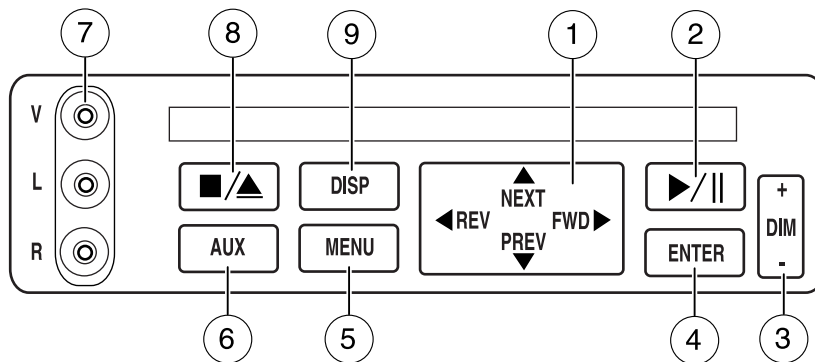 7 8 9 1 2
V
L
R
DISP
NEXT
REV FWD
PREV
AUX MENU ENTER
+
DIM
-
6 5 4 3